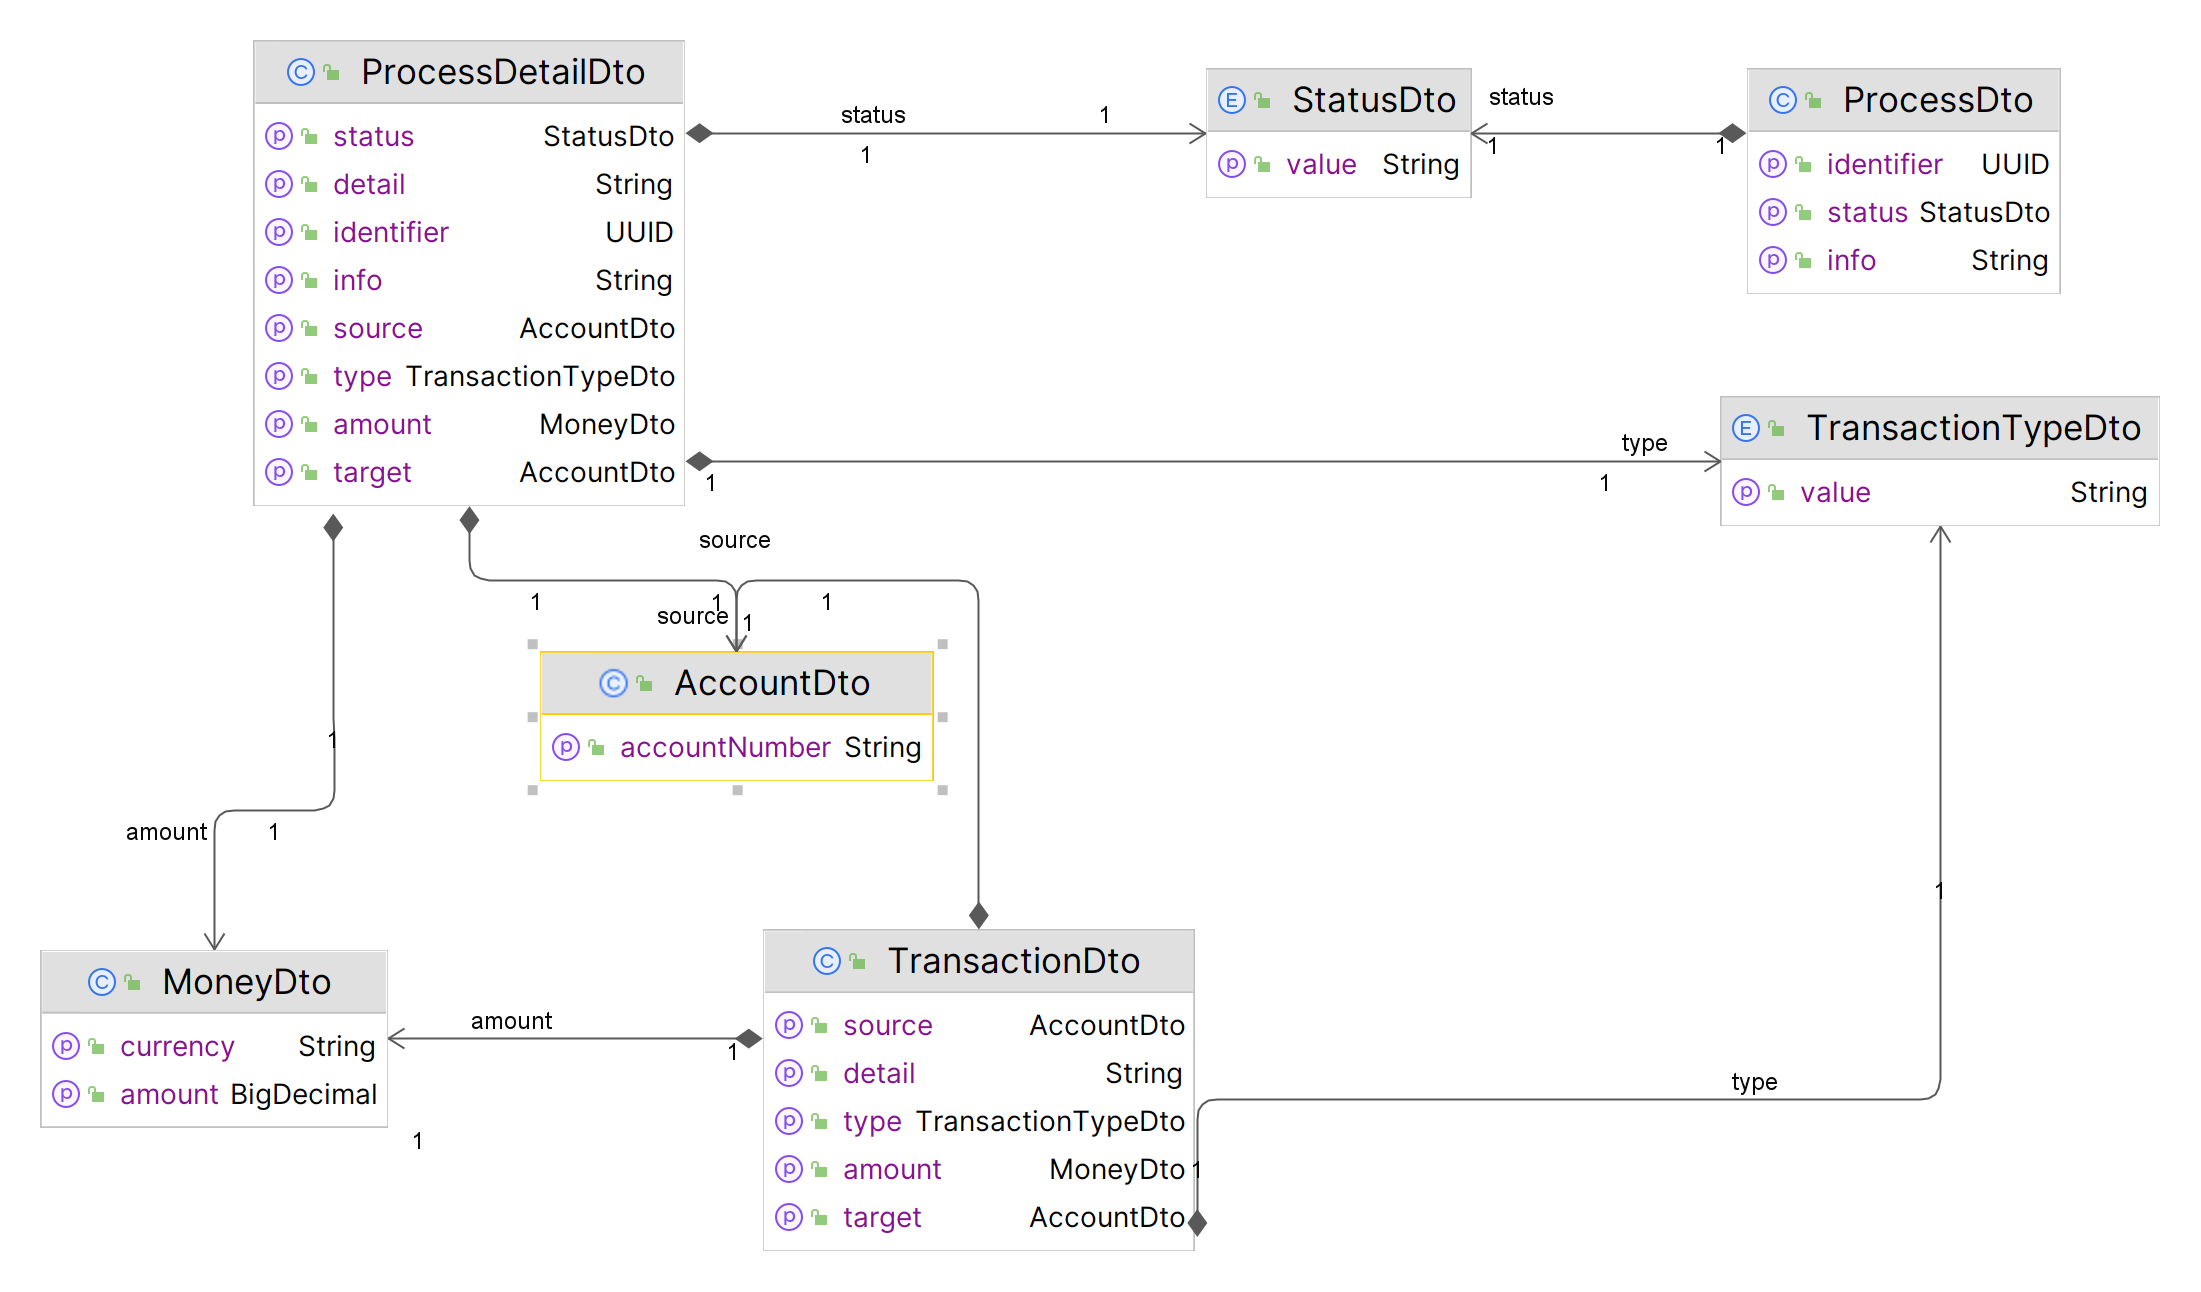 C ProcessDetailDto
p status StatusDto
p detail String
p identifier UUID
p info String
p source AccountDto
p type TransactionTypeDto
p amount MoneyDto
p target AccountDto
status 1
1
E StatusDto
p value String
status
1 1
C ProcessDto
p identifier UUID
p status StatusDto
p info String
type
1 1
E TransactionTypeDto
p value String
source
1 1 1
source 1
C AccountDto
p accountNumber String
1
amount 1
1
C MoneyDto
p currency String
p amount BigDecimal
amount
1
1
C TransactionDto
p source AccountDto
p detail String
p type TransactionTypeDto
p amount MoneyDto
p target AccountDto
type
1